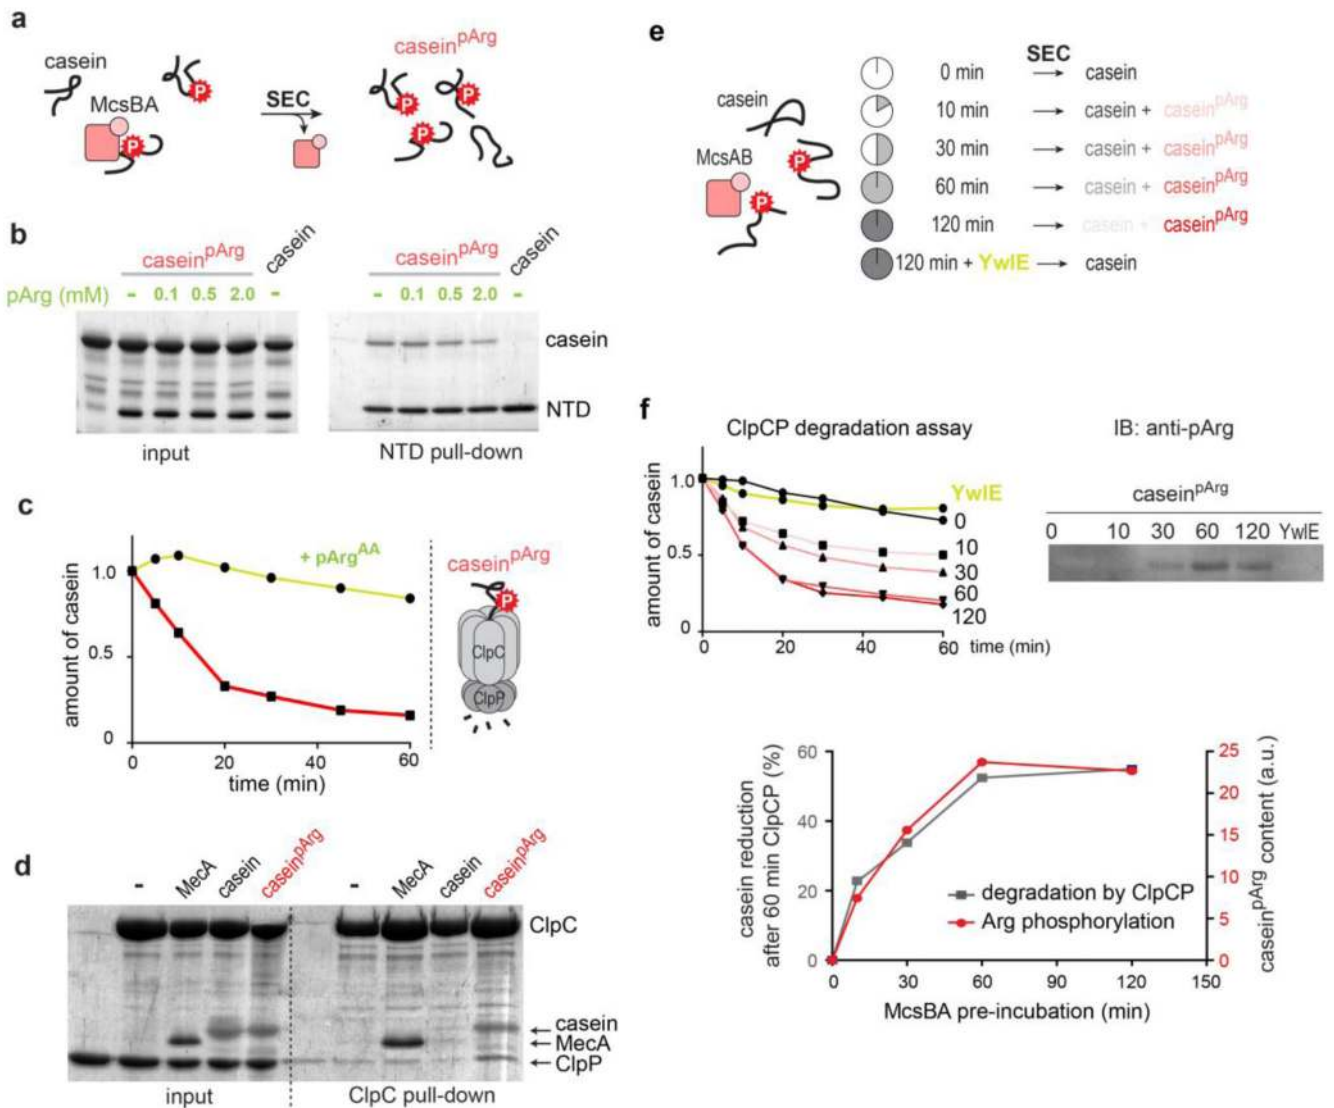 a
casein
McsBA
P
P
SEC
casein^pArg
P
P
P
b
casein^pArg
casein
pArg (mM)
- 0.1 0.5 2.0 -
input
casein^pArg
casein
- 0.1 0.5 2.0 -
casein
NTD
NTD pull-down
c
amount of casein
1.0
0.5
0
+ pArg^AA
0 20 40 60
time (min)
casein^pArg
P
ClpC
ClpP
d
- MecA casein casein^pArg
- MecA casein casein^pArg
ClpC
casein
MecA
ClpP
input
ClpC pull-down
e
casein
McsAB
P
P
SEC
0 min → casein
10 min → casein + casein^pArg
30 min → casein + casein^pArg
60 min → casein + casein^pArg
120 min → casein + casein^pArg
120 min + YwlE → casein
f
ClpCP degradation assay
amount of casein
1.0
0.5
0
YwlE
0
10
30
60
120
0 20 40 60 time (min)
IB: anti-pArg
casein^pArg
0 10 30 60 120 YwlE
casein reduction
after 60 min ClpCP (%)
60
40
20
0
degradation by ClpCP
Arg phosphorylation
25
20
15
10
5
0
casein^pArg content (a.u.)
0 30 60 90 120 150
McsBA pre-incubation (min)